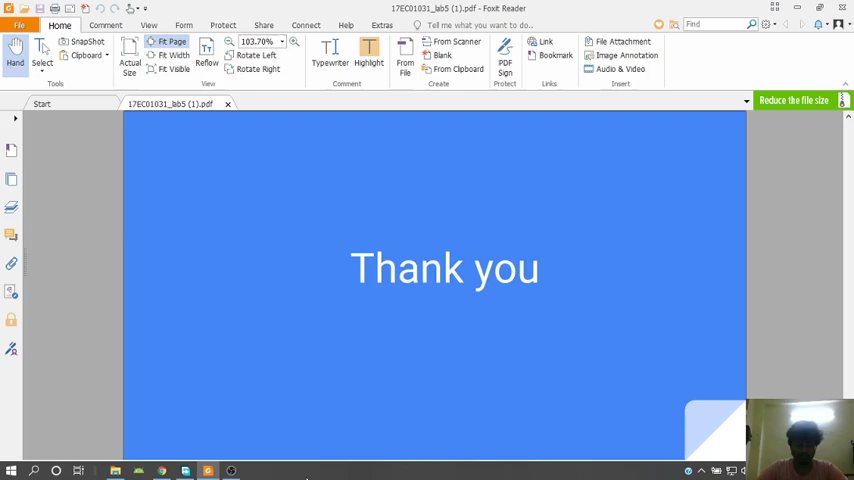 17EC01031_lab5 (1).pdf - Foxit Reader
File Home Comment View Form Protect Share Connect Help Extras Tell me what you want to do.. Find
Hand
Select
SnapShot
Clipboard
Tools
Actual
Size
Fit Page
Fit Width
Fit Visible
Reflow
103.70%
Rotate Left
Rotate Right
View
Typewriter
Highlight
Comment
From
File
From Scanner
Blank
From Clipboard
Create
PDF
Sign
Protect
Link
Bookmark
Links
File Attachment
Image Annotation
Audio & Video
Insert
Start
17EC01031_lab5 (1).pdf
Reduce the file size
Thank you